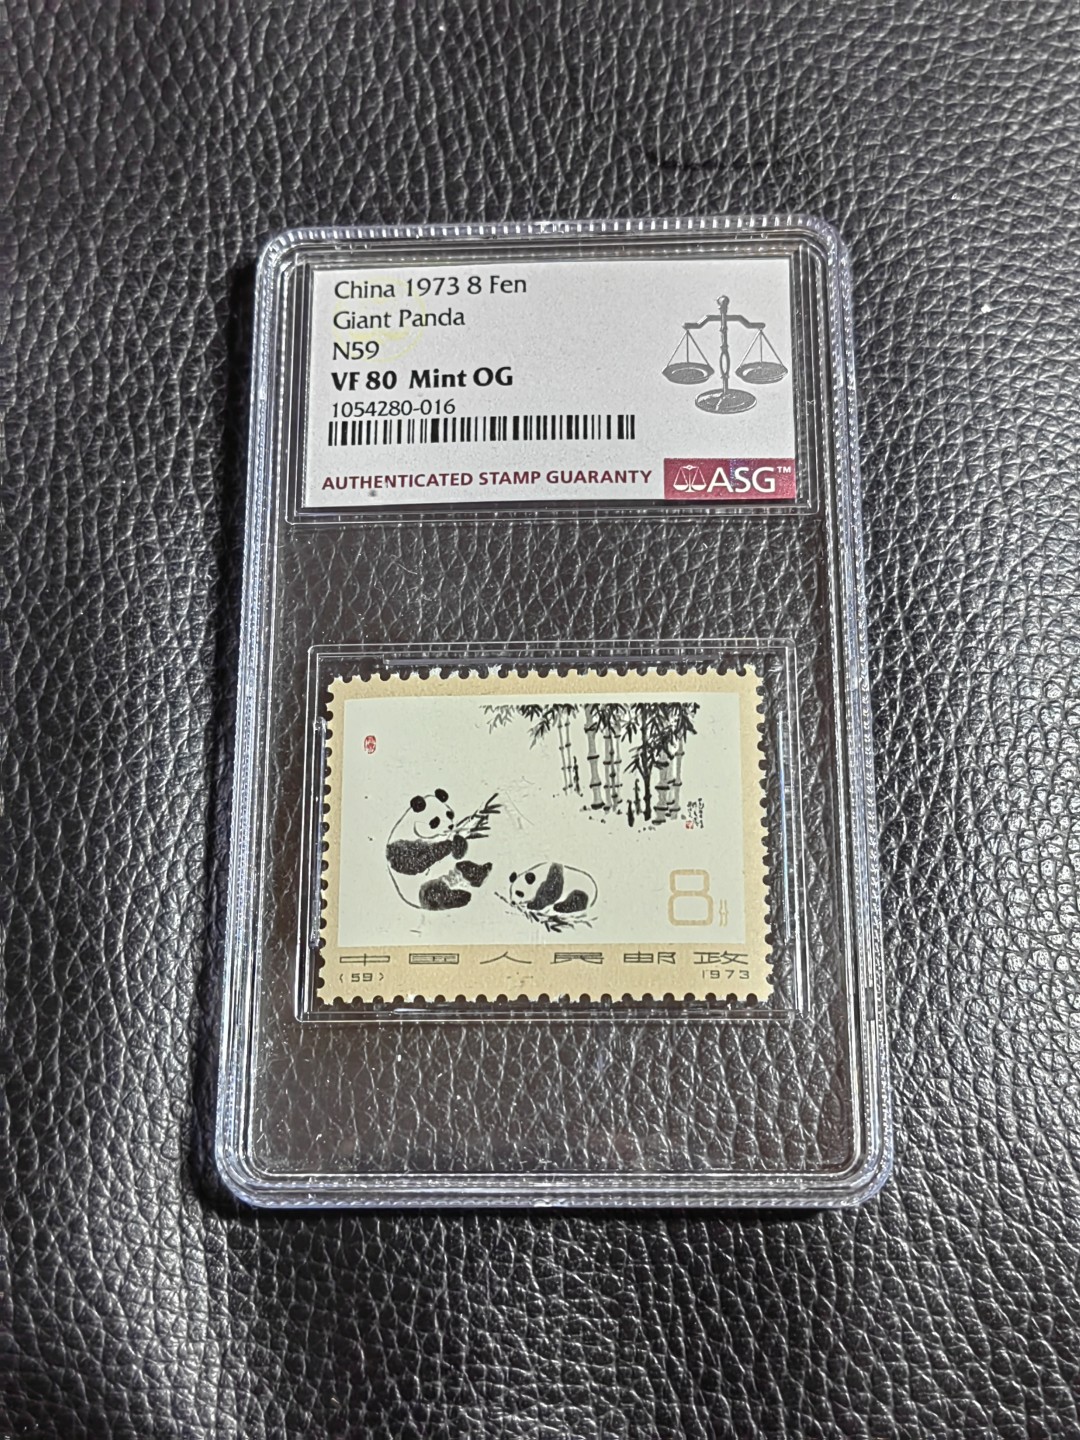 China 1973 8 Fen
Giant Panda
N59
VF 80 Mint OG
1054280-016
AUTHENTICATED STAMP GUARANTY
ASG™
8分
中国人民邮政
(59)
1973